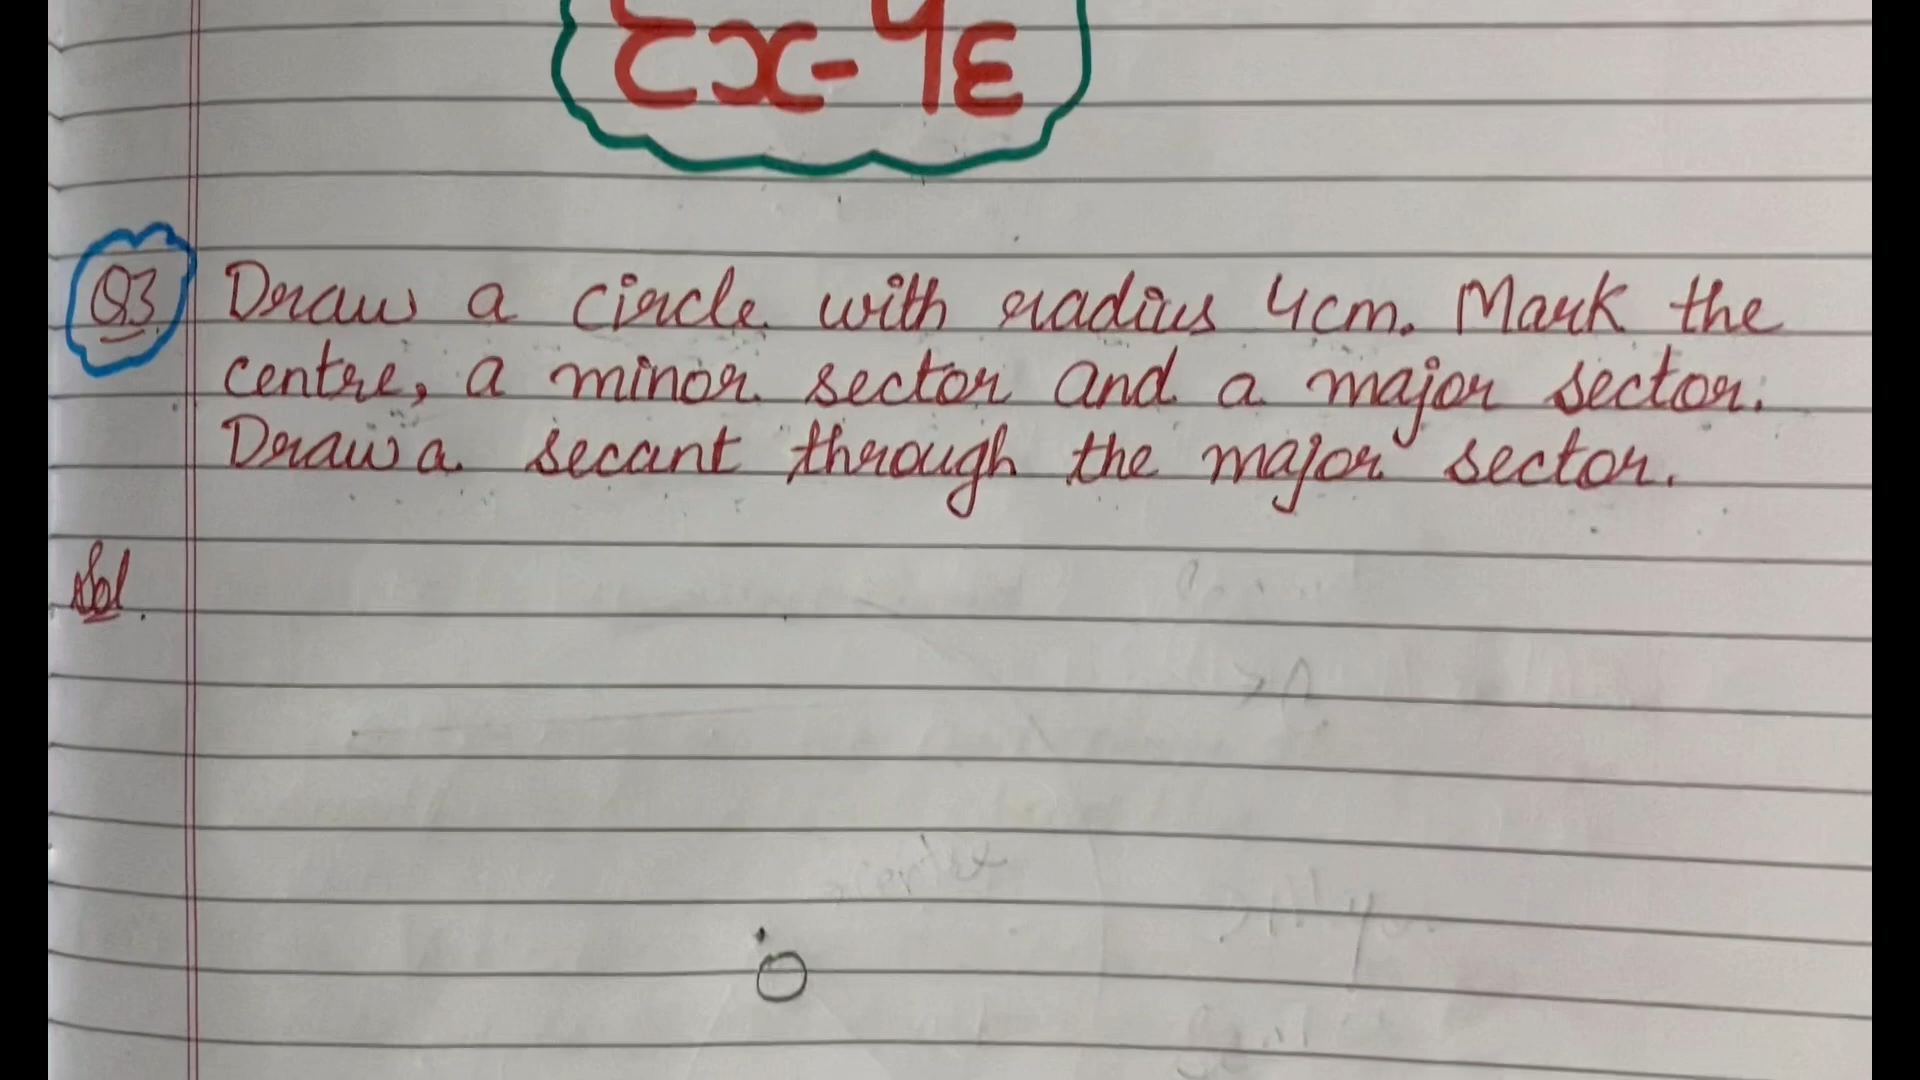 Ex-4E
Q3 Draw a circle with radius 4cm. Mark the
centre, a minor sector and a major sector.
Draw a secant through the major sector.
Sol.
O